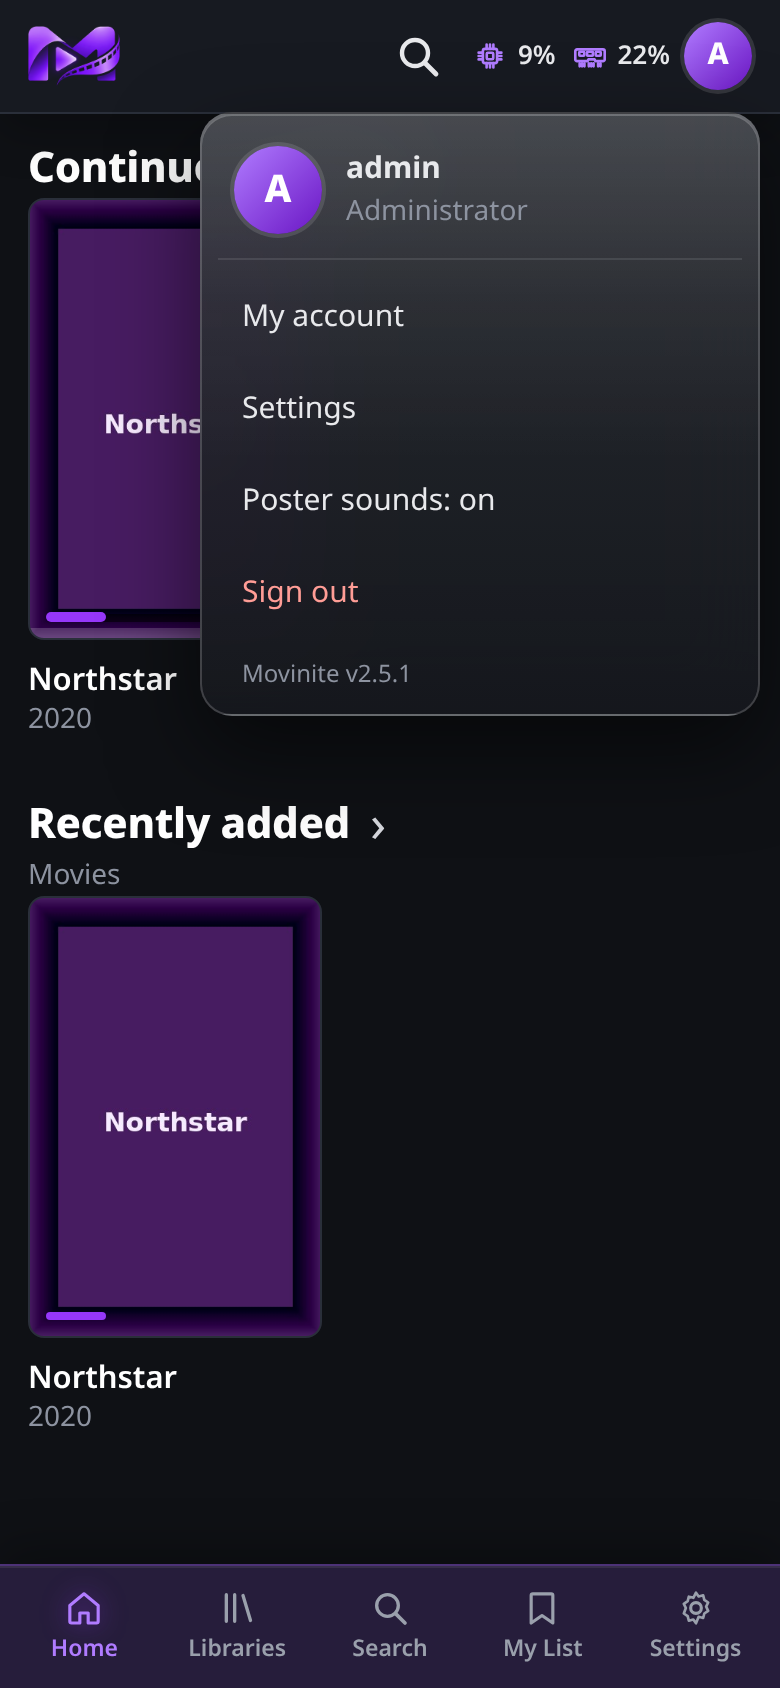 9% 22% A
Continue
A
admin
Administrator
My account
Settings
Poster sounds: on
Sign out
Movinite v2.5.1
Norths
Northstar
2020
Recently added ›
Movies
Northstar
Northstar
2020
Home Libraries Search My List Settings